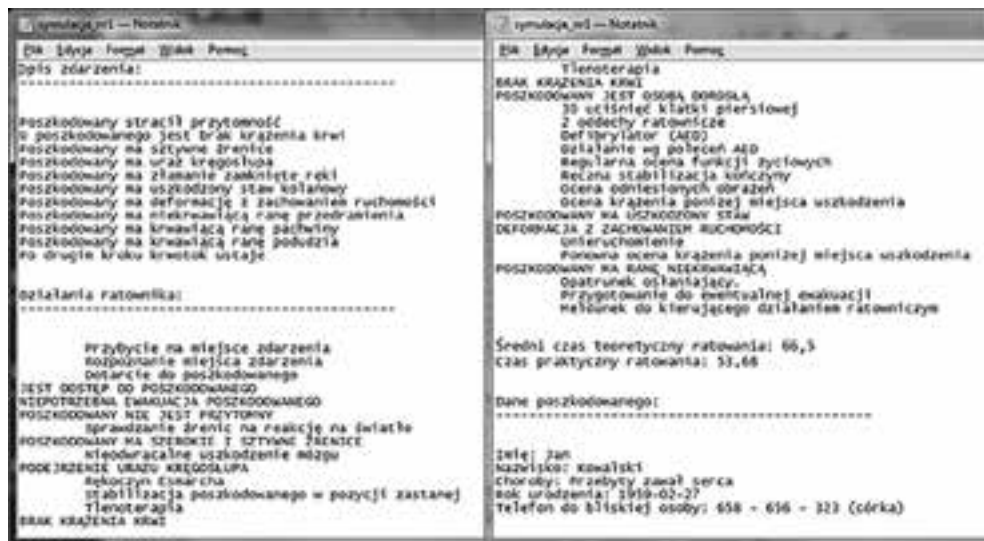 symulacja_nr1 — Notatnik
Plik Edycja Format Widok Pomoc
Opis zdarzenia:
-----------------------------------------------
Poszkodowany stracił przytomność
U poszkodowanego jest brak krążenia krwi
Poszkodowany ma sztywne źrenice
Poszkodowany ma uraz kręgosłupa
Poszkodowany ma złamanie zamknięte ręki
Poszkodowany ma uszkodzony staw kolanowy
Poszkodowany ma deformację z zachowaniem ruchomości
Poszkodowany ma niekrwawiącą ranę przedramienia
Poszkodowany ma krwawiącą ranę pachwiny
Poszkodowany ma krwawiącą ranę podudzia
Po drugim kroku krwotok ustaje
Działania ratownika:
-----------------------------------------------
Przybycie na miejsce zdarzenia
Rozpoznanie miejsca zdarzenia
Dotarcie do poszkodowanego
JEST DOSTĘP DO POSZKODOWANEGO
NIEPOTRZEBNA EWAKUACJA POSZKODOWANEGO
POSZKODOWANY NIE JEST PRZYTOMNY
Sprawdzanie źrenic na reakcję na światło
POSZKODOWANY MA SZEROKIE I SZTYWNE ŹRENICE
Nieodwracalne uszkodzenie mózgu
PODEJRZENIE URAZU KRĘGOSŁUPA
Rękoczyn Esmarcha
Stabilizacja poszkodowanego w pozycji zastanej
Tlenoterapia
BRAK KRĄŻENIA KRWI
symulacja_nr1 — Notatnik
Plik Edycja Format Widok Pomoc
Tlenoterapia
BRAK KRĄŻENIA KRWI
POSZKODOWANY JEST OSOBĄ DOROSŁĄ
30 uciśnięć klatki piersiowej
2 oddechy ratownicze
Defibrylator (AED)
Działanie wg poleceń AED
Regularna ocena funkcji życiowych
Ręczna stabilizacja kończyny
Ocena odniesionych obrażeń
Ocena krążenia poniżej miejsca uszkodzenia
POSZKODOWANY MA USZKODZONY STAW
DEFORMACJA Z ZACHOWANIEM RUCHOMOŚCI
Unieruchomienie
Ponowna ocena krążenia poniżej miejsca uszkodzenia
POSZKODOWANY MA RANĘ NIEKRWAWIĄCĄ
Opatrunek osłaniający.
Przygotowanie do ewentualnej ewakuacji
Meldunek do kierującego działaniem ratowniczym
Średni czas teoretyczny ratowania: 66,5
Czas praktyczny ratowania: 53,68
Dane poszkodowanego:
-----------------------------------------------
Imię: Jan
Nazwisko: Kowalski
Choroby: Przebyty zawał serca
Rok urodzenia: 1959-02-27
Telefon do bliskiej osoby: 658 - 656 - 323 (córka)